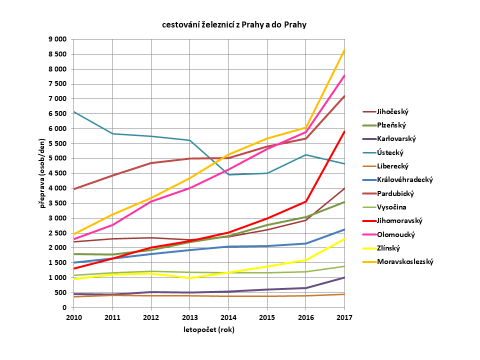 cestování železnicí z Prahy a do Prahy
přeprava (osob/den)
9 000
8 500
8 000
7 500
7 000
6 500
6 000
5 500
5 000
4 500
4 000
3 500
3 000
2 500
2 000
1 500
1 000
500
0
2010 2011 2012 2013 2014 2015 2016 2017
letopočet (rok)
Jihočeský
Plzeňský
Karlovarský
Ústecký
Liberecký
Královéhradecký
Pardubický
Vysočina
Jihomoravský
Olomoucký
Zlínský
Moravskoslezský